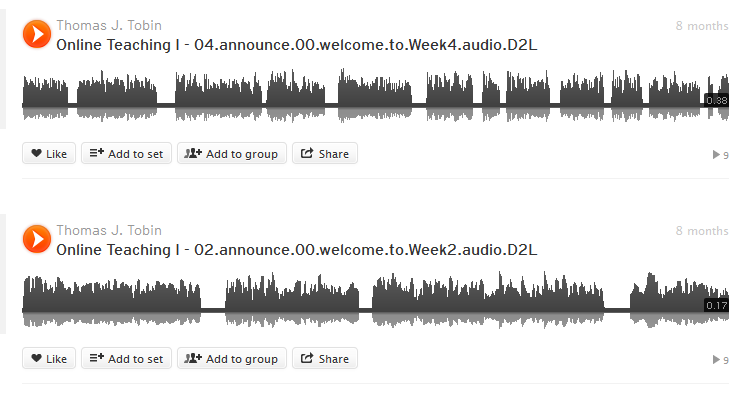 Thomas J. Tobin
8 months
Online Teaching I - 04.announce.00.welcome.to.Week4.audio.D2L
0.38
Like
Add to set
Add to group
Share
9
Thomas J. Tobin
8 months
Online Teaching I - 02.announce.00.welcome.to.Week2.audio.D2L
0.17
Like
Add to set
Add to group
Share
9